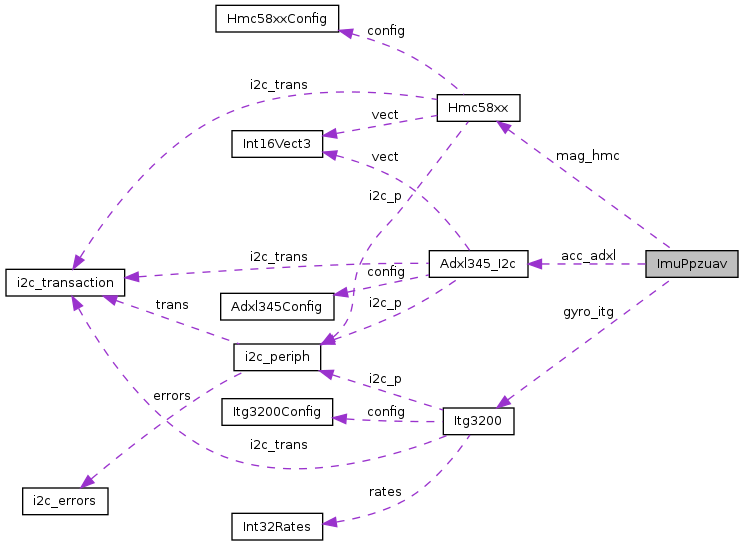 Hmc58xxConfig
config
i2c_trans
Hmc58xx
vect
Int16Vect3
vect
mag_hmc
i2c_p
i2c_trans
acc_adxl
Adxl345_I2c
ImuPpzuav
config
i2c_transaction
Adxl345Config
i2c_p
trans
gyro_itg
i2c_periph
i2c_p
errors
Itg3200Config
config
Itg3200
i2c_trans
rates
i2c_errors
Int32Rates